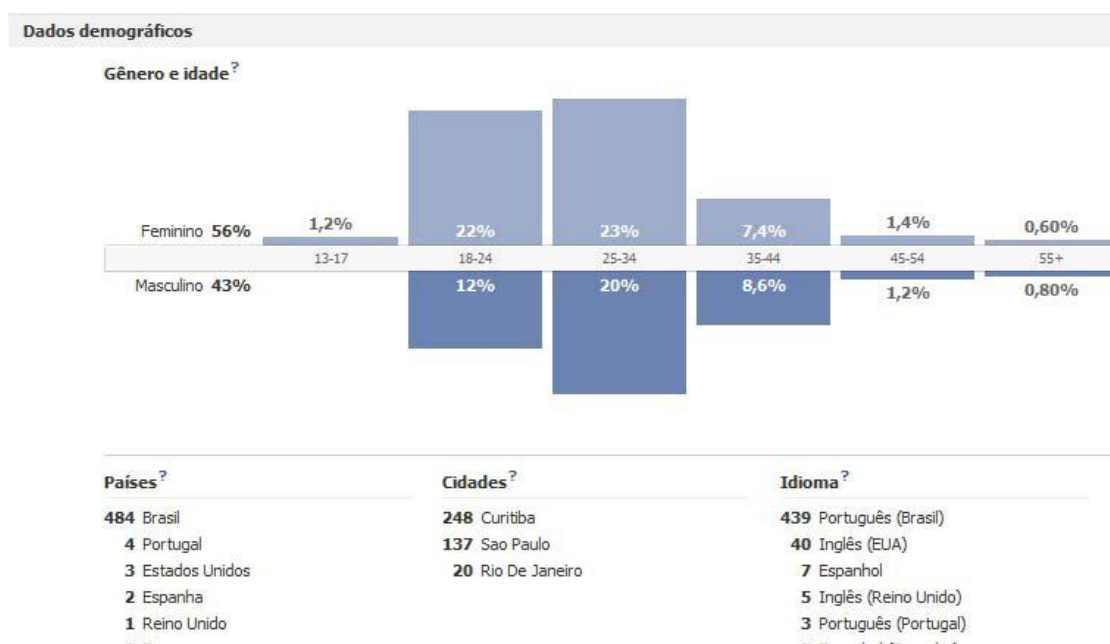 Dados demográficos
Gênero e idade?
Feminino 56% 1,2% 22% 23% 7,4% 1,4% 0,60%
13-17 18-24 25-34 35-44 45-54 55+
Masculino 43% 12% 20% 8,6% 1,2% 0,80%
Países? Cidades? Idioma?
484 Brasil 248 Curitiba 439 Português (Brasil)
4 Portugal 137 Sao Paulo 40 Inglês (EUA)
3 Estados Unidos 20 Rio De Janeiro 7 Espanhol
2 Espanha 5 Inglês (Reino Unido)
1 Reino Unido 3 Português (Portugal)